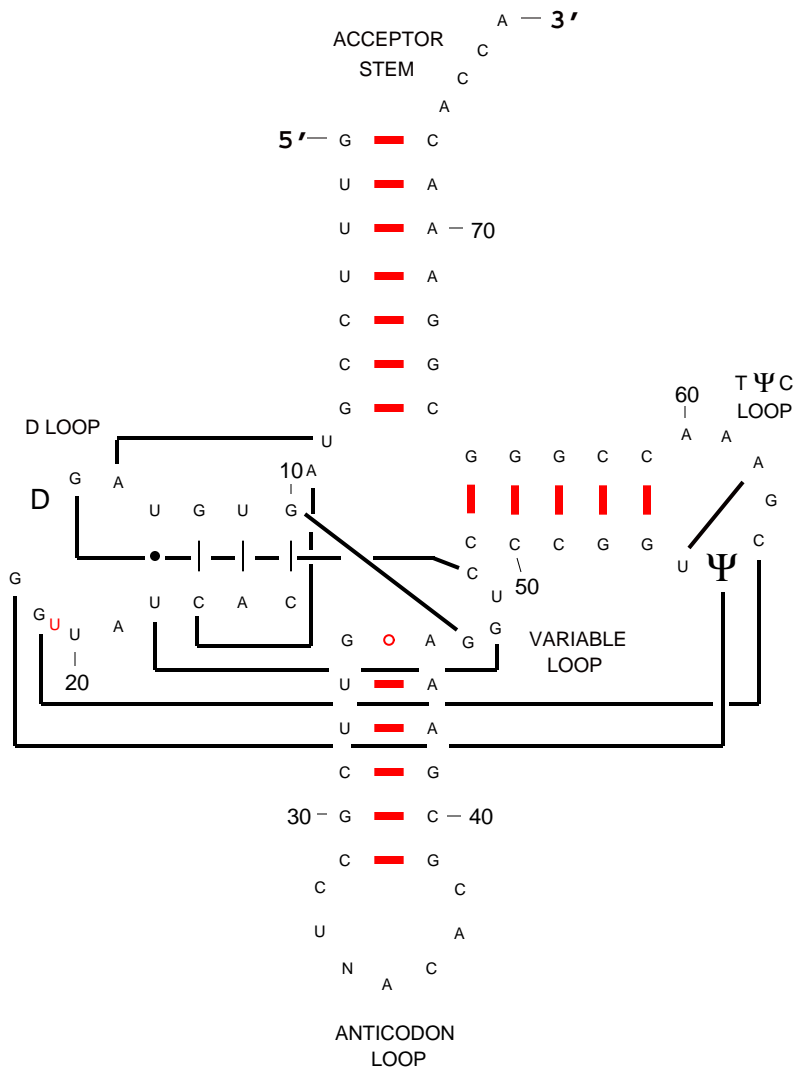 A 3′
ACCEPTOR C
STEM C
A
5′ G C
U A
U A 70
U A
C G
C G
G C
60
T Ψ C
LOOP
D LOOP U A A
G G G C C
10 A A
D G A
U G U G G
C C C G G C
C U Ψ
50
G U C A C U
G U U A G A G VARIABLE
20 LOOP
U A
U A
C G
30 G C 40
C G
C C
U A
N C
A
ANTICODON
LOOP